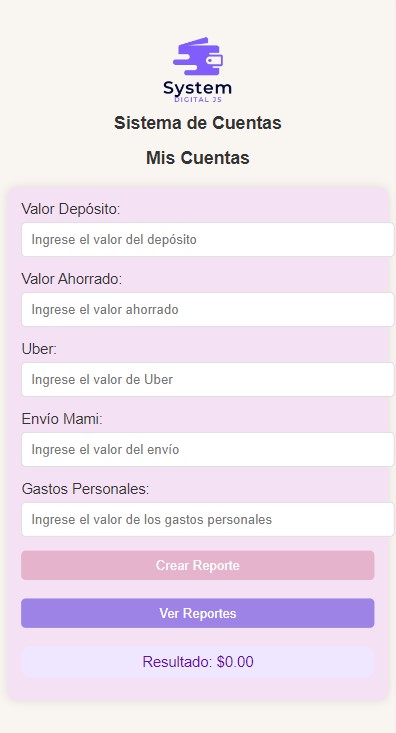 System
DIGITAL JS
Sistema de Cuentas
Mis Cuentas
Valor Depósito:
Ingrese el valor del depósito
Valor Ahorrado:
Ingrese el valor ahorrado
Uber:
Ingrese el valor de Uber
Envío Mami:
Ingrese el valor del envío
Gastos Personales:
Ingrese el valor de los gastos personales
Crear Reporte
Ver Reportes
Resultado: $0.00